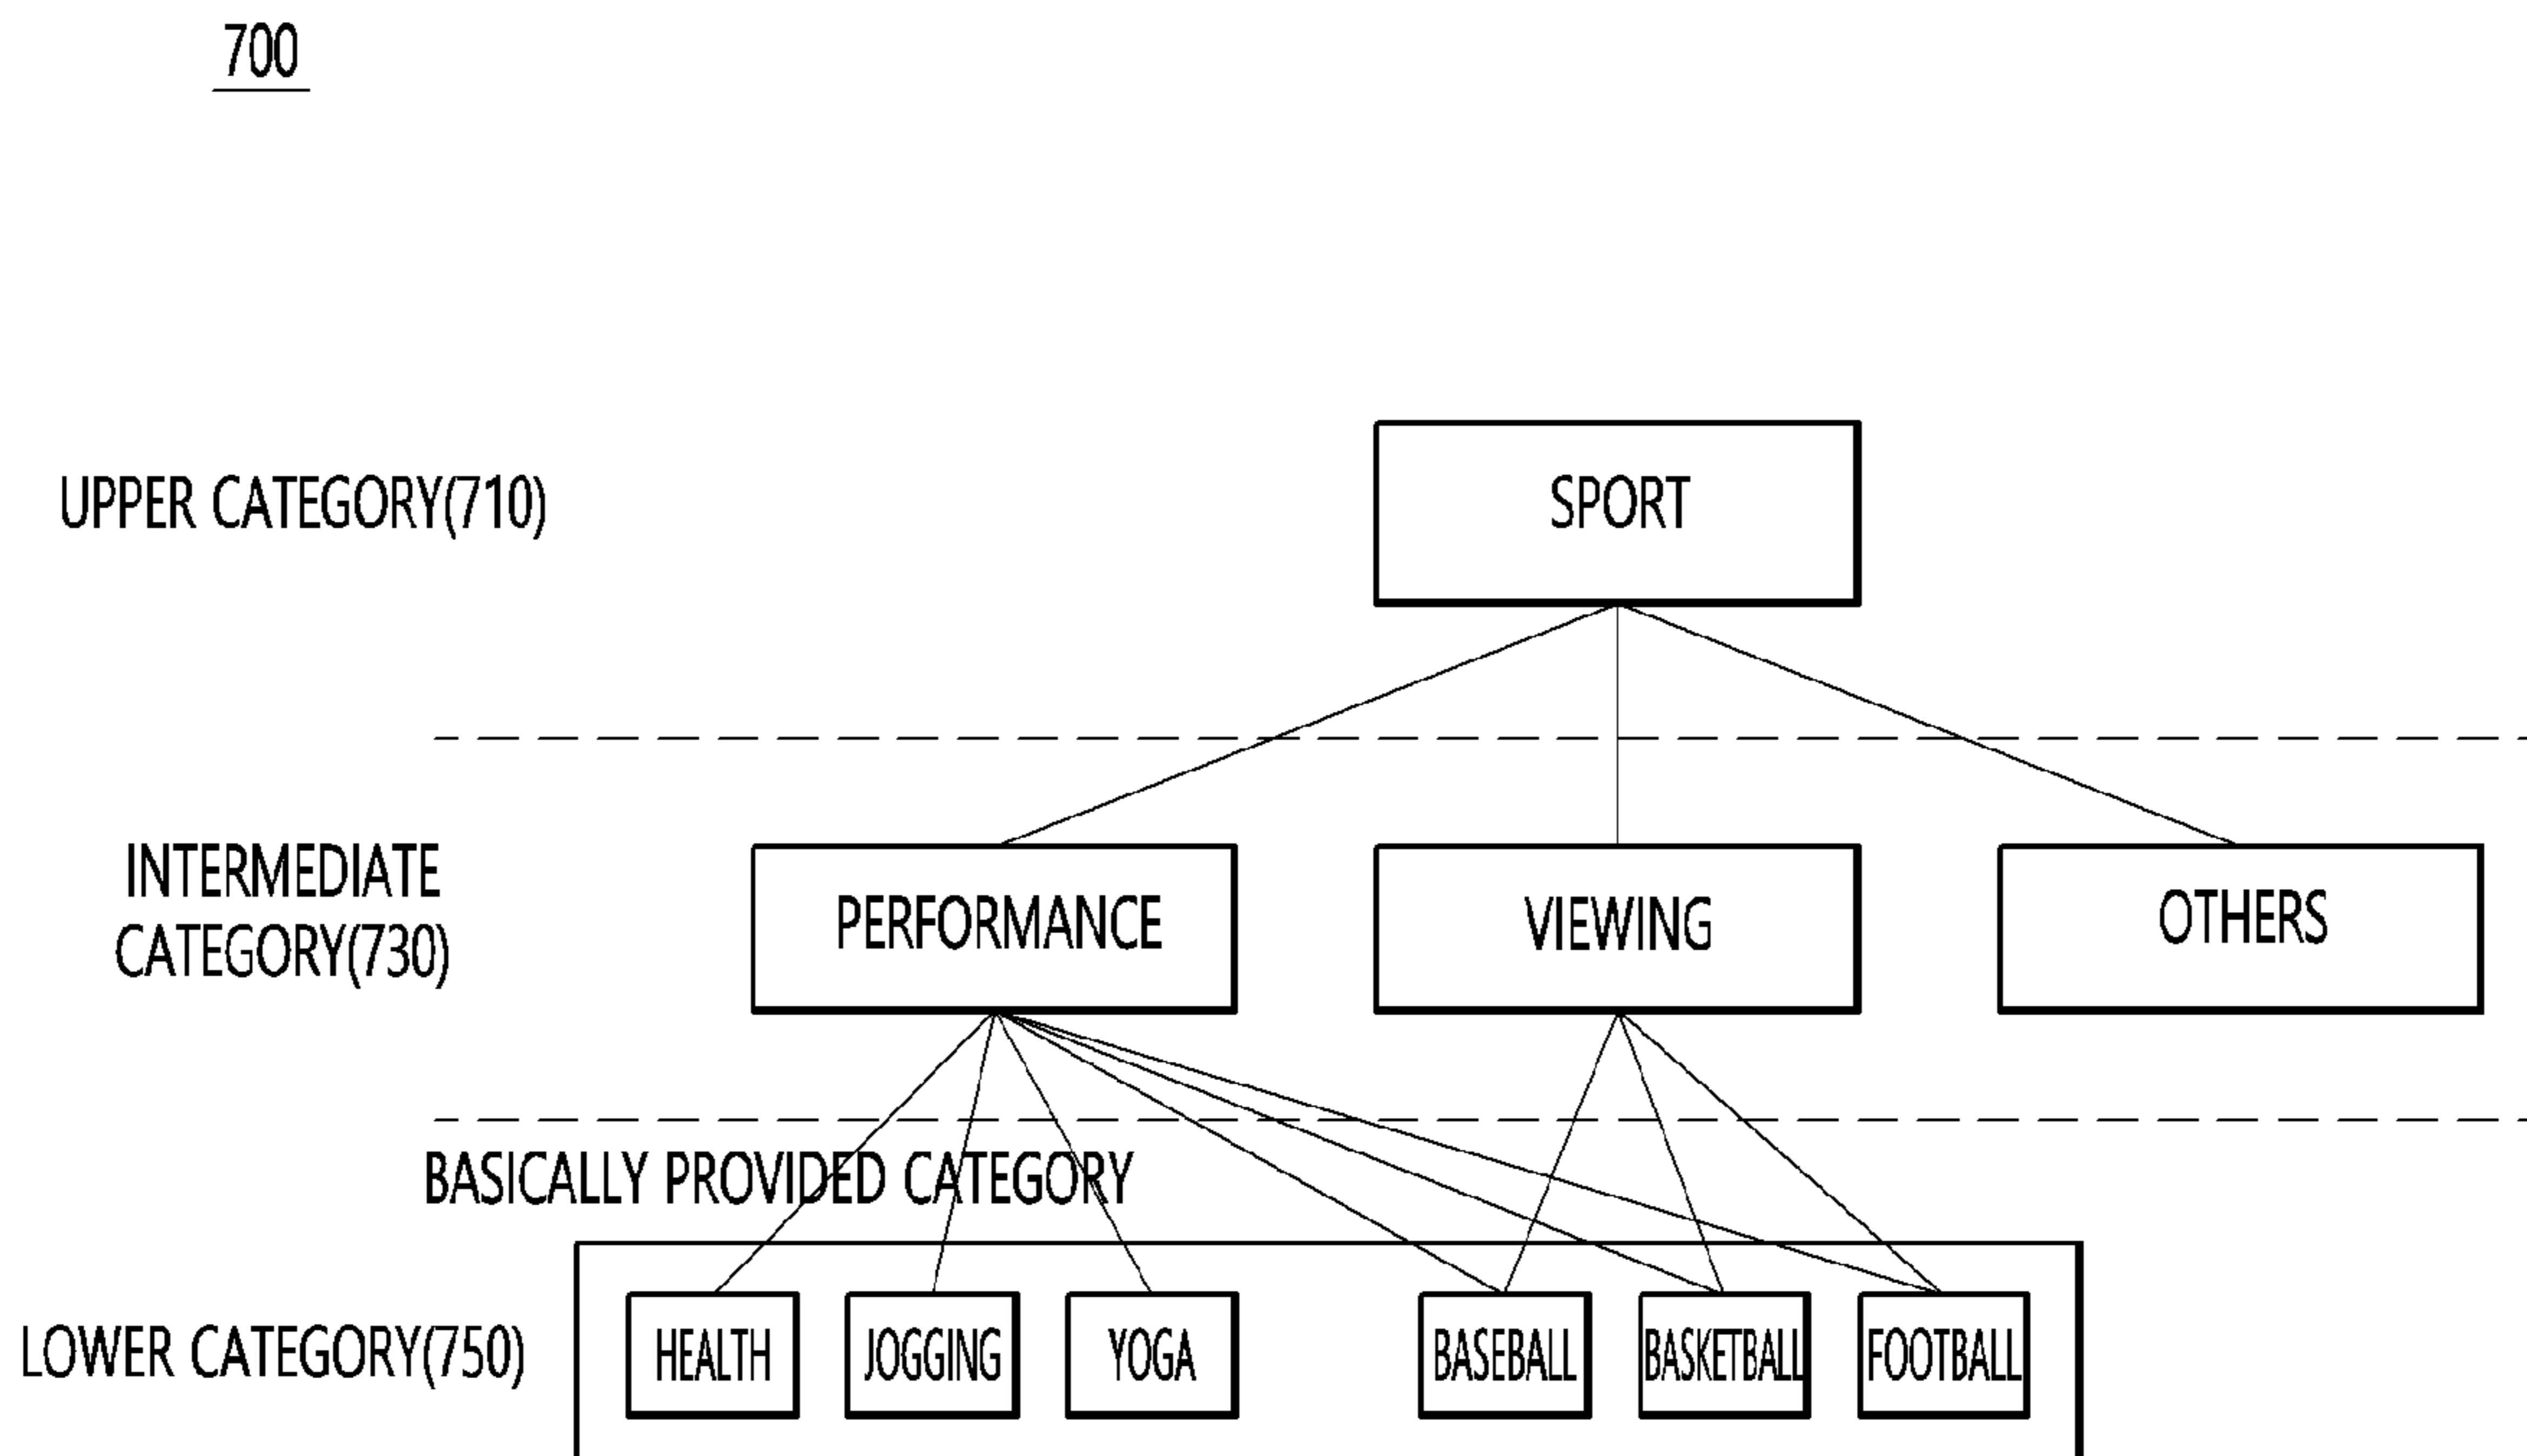 700
UPPER CATEGORY(710)
SPORT
INTERMEDIATE
CATEGORY(730)
PERFORMANCE
VIEWING
OTHERS
BASICALLY PROVIDED CATEGORY
LOWER CATEGORY(750)
HEALTH
JOGGING
YOGA
BASEBALL
BASKETBALL
FOOTBALL